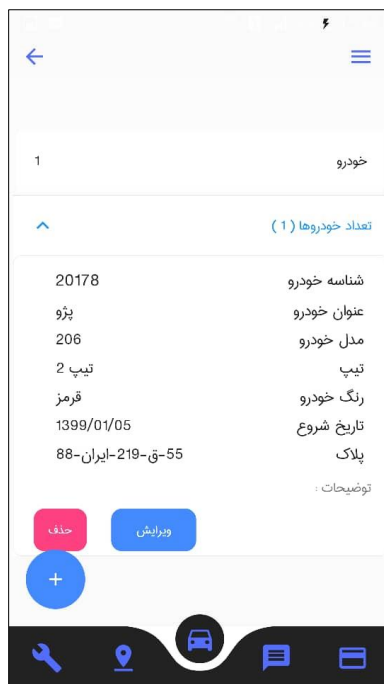 خودرو 1
تعداد خودروها ( 1 )
شناسه خودرو 20178
عنوان خودرو پژو
مدل خودرو 206
تیپ تیپ 2
رنگ خودرو قرمز
تاریخ شروع 1399/01/05
پلاک 55-ق-219-ایران-88
توضیحات :
ویرایش حذف
+